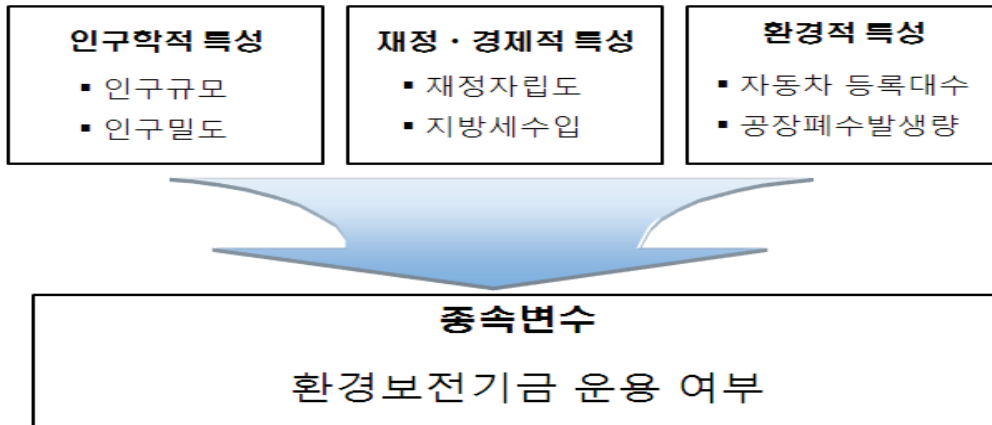 인구학적 특성
▪ 인구규모
▪ 인구밀도
재정 · 경제적 특성
▪ 재정자립도
▪ 지방세수입
환경적 특성
▪ 자동차 등록대수
▪ 공장폐수발생량
종속변수
환경보전기금 운용 여부